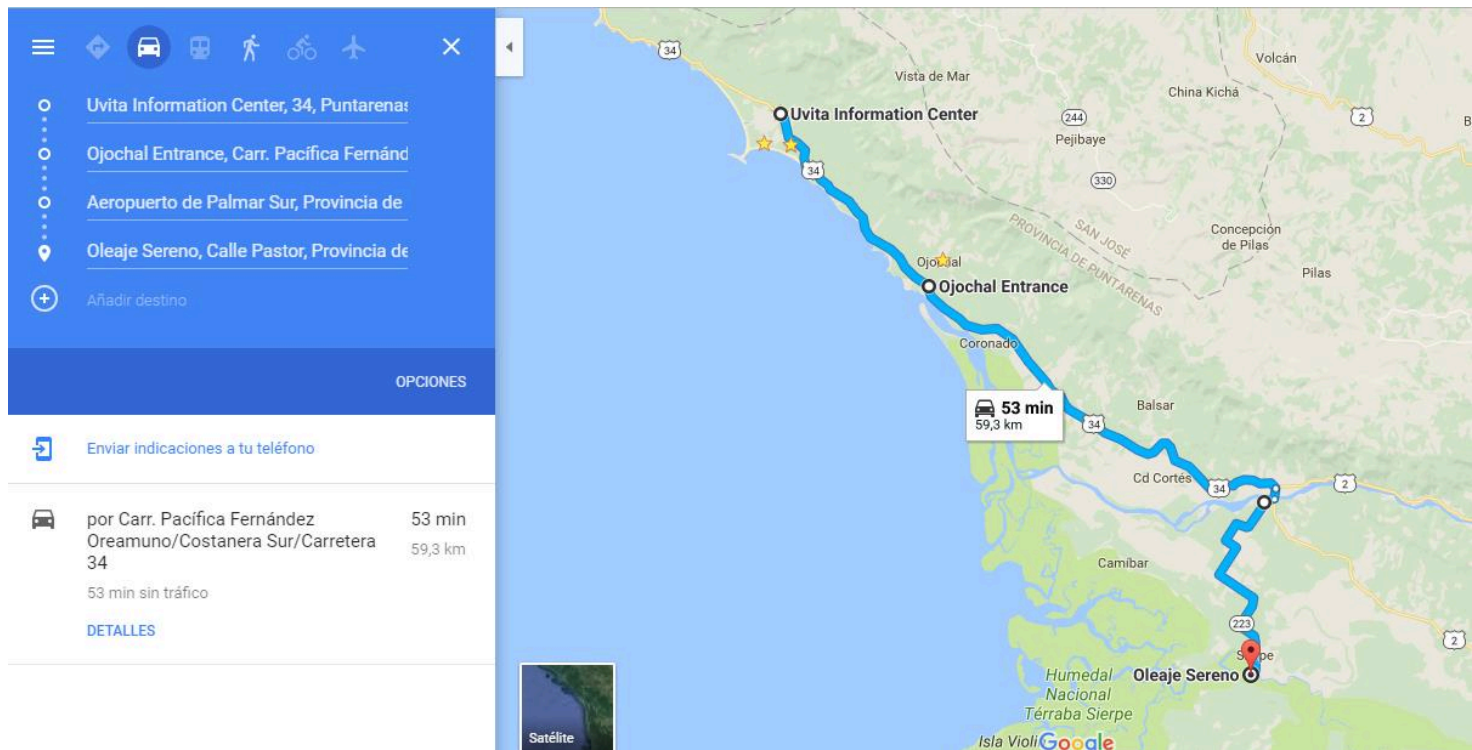 Uvita Information Center, 34, Puntarenas
Ojochal Entrance, Carr. Pacífica Fernánd
Aeropuerto de Palmar Sur, Provincia de
Oleaje Sereno, Calle Pastor, Provincia de
Añadir destino
OPCIONES
Enviar indicaciones a tu teléfono
por Carr. Pacífica Fernández
Oreamuno/Costanera Sur/Carretera
34
53 min
59,3 km
53 min sin tráfico
DETALLES
Satélite
34
Volcán
Vista de Mar
China Kichá
Uvita Information Center
244
2
B
Pejibaye
34
330
SAN JOSÉ
PROVINCIA DE PUNTARENAS
Concepción
de Pilas
Pilas
Ojochal Entrance
Coronado
53 min
59,3 km
Balsar
34
Cd Cortés
34
2
Camíbar
223
2
Oleaje Sereno
Humedal
Nacional
Térraba Sierpe
Isla Violi
Google